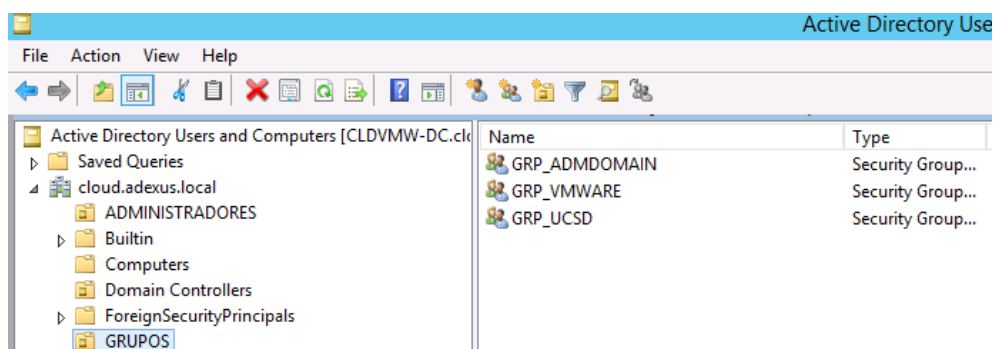 Active Directory Use
File Action View Help
Active Directory Users and Computers [CLDVMW-DC.clo
Saved Queries
cloud.adexus.local
ADMINISTRADORES
Builtin
Computers
Domain Controllers
ForeignSecurityPrincipals
GRUPOS
Name Type
GRP_ADMDOMAIN Security Group...
GRP_VMWARE Security Group...
GRP_UCSD Security Group...